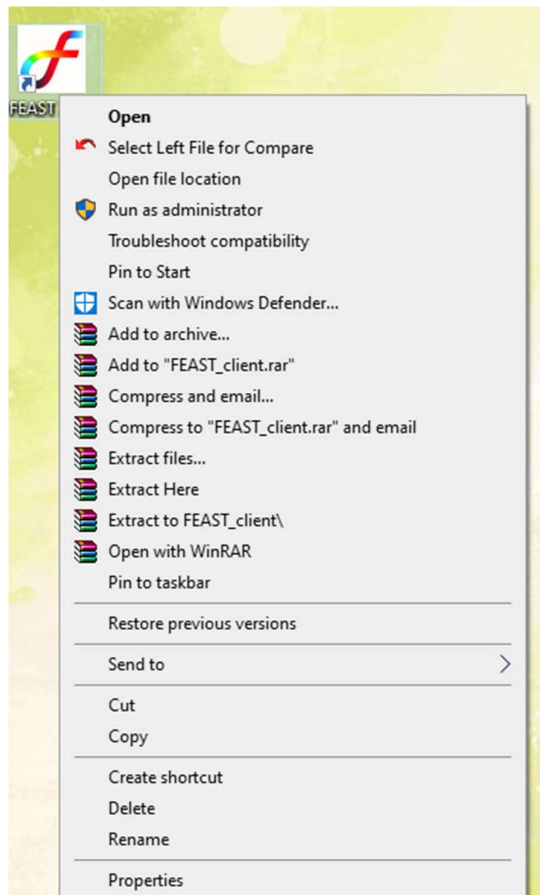 FEAST
Open
Select Left File for Compare
Open file location
Run as administrator
Troubleshoot compatibility
Pin to Start
Scan with Windows Defender...
Add to archive...
Add to "FEAST_client.rar"
Compress and email...
Compress to "FEAST_client.rar" and email
Extract files...
Extract Here
Extract to FEAST_client\
Open with WinRAR
Pin to taskbar
Restore previous versions
Send to
Cut
Copy
Create shortcut
Delete
Rename
Properties